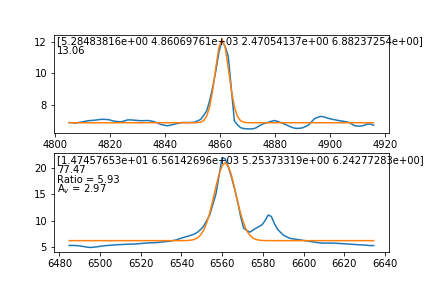 [5.28483816e+00 4.86069761e+03 2.47054137e+00 6.88237254e+00]
13.06
12
10
8
4800 4820 4840 4860 4880 4900 4920
[1.47457653e+01 6.56142696e+03 5.25373319e+00 6.24277283e+00]
77.47
Ratio = 5.93
Av = 2.97
20
15
10
5
6480 6500 6520 6540 6560 6580 6600 6620 6640